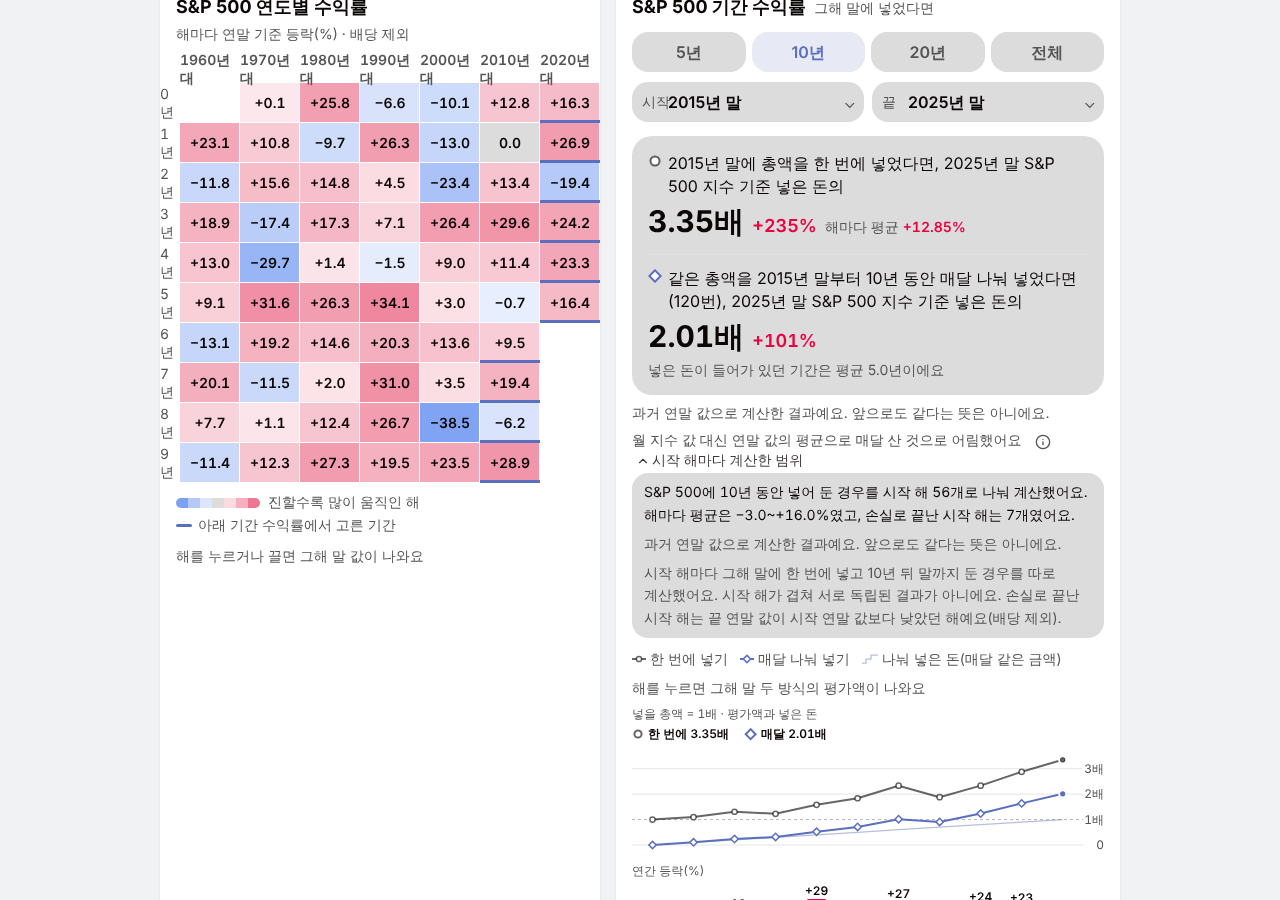 S&P 500 연도별 수익률
해마다 연말 기준 등락(%) · 배당 제외
1960년대 1970년대 1980년대 1990년대 2000년대 2010년대 2020년대
0년 +0.1 +25.8 −6.6 −10.1 +12.8 +16.3
1년 +23.1 +10.8 −9.7 +26.3 −13.0 0.0 +26.9
2년 −11.8 +15.6 +14.8 +4.5 −23.4 +13.4 −19.4
3년 +18.9 −17.4 +17.3 +7.1 +26.4 +29.6 +24.2
4년 +13.0 −29.7 +1.4 −1.5 +9.0 +11.4 +23.3
5년 +9.1 +31.6 +26.3 +34.1 +3.0 −0.7 +16.4
6년 −13.1 +19.2 +14.6 +20.3 +13.6 +9.5
7년 +20.1 −11.5 +2.0 +31.0 +3.5 +19.4
8년 +7.7 +1.1 +12.4 +26.7 −38.5 −6.2
9년 −11.4 +12.3 +27.3 +19.5 +23.5 +28.9
진할수록 많이 움직인 해
아래 기간 수익률에서 고른 기간
해를 누르거나 끌면 그해 말 값이 나와요
S&P 500 기간 수익률 그해 말에 넣었다면
5년 10년 20년 전체
시작 2015년 말 끝 2025년 말
2015년 말에 총액을 한 번에 넣었다면, 2025년 말 S&P
500 지수 기준 넣은 돈의
3.35배 +235% 해마다 평균 +12.85%
같은 총액을 2015년 말부터 10년 동안 매달 나눠 넣었다면
(120번), 2025년 말 S&P 500 지수 기준 넣은 돈의
2.01배 +101%
넣은 돈이 들어가 있던 기간은 평균 5.0년이에요
과거 연말 값으로 계산한 결과예요. 앞으로도 같다는 뜻은 아니에요.
월 지수 값 대신 연말 값의 평균으로 매달 산 것으로 어림했어요
시작 해마다 계산한 범위
S&P 500에 10년 동안 넣어 둔 경우를 시작 해 56개로 나눠 계산했어요.
해마다 평균은 −3.0~+16.0%였고, 손실로 끝난 시작 해는 7개였어요.
과거 연말 값으로 계산한 결과예요. 앞으로도 같다는 뜻은 아니에요.
시작 해마다 그해 말에 한 번에 넣고 10년 뒤 말까지 둔 경우를 따로
계산했어요. 시작 해가 겹쳐 서로 독립된 결과가 아니에요. 손실로 끝난
시작 해는 끝 연말 값이 시작 연말 값보다 낮았던 해예요(배당 제외).
한 번에 넣기 매달 나눠 넣기 나눠 넣은 돈(매달 같은 금액)
해를 누르면 그해 말 두 방식의 평가액이 나와요
넣을 총액 = 1배 · 평가액과 넣은 돈
한 번에 3.35배 매달 2.01배
3배
2배
1배
0
연간 등락(%)
+29 +27 +24 +23